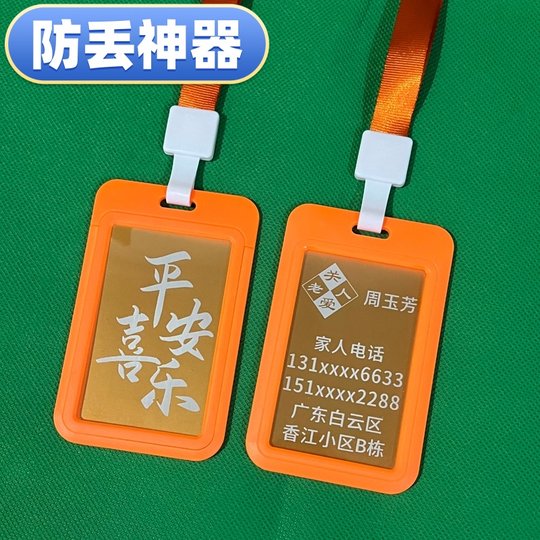 防丢神器
平安
喜乐
关人
老爱
周玉芳
家人电话
131xxxx6633
151xxxx2288
广东白云区
香江小区B栋